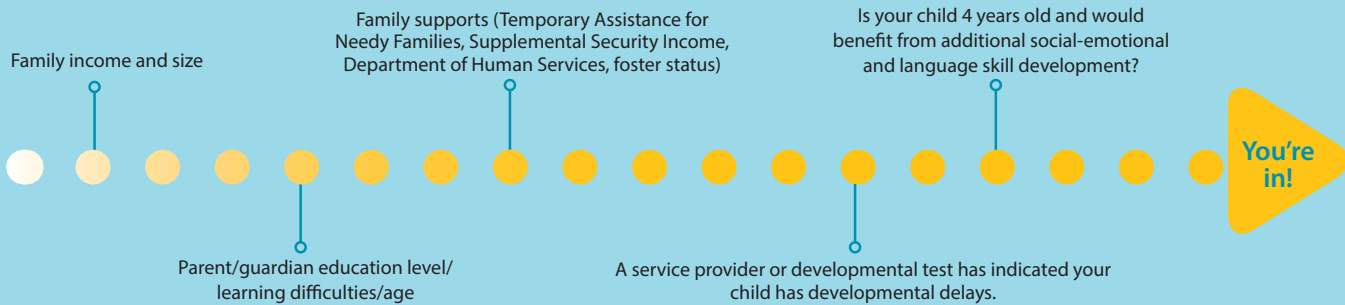 Family income and size
Parent/guardian education level/
learning difficulties/age
Family supports (Temporary Assistance for
Needy Families, Supplemental Security Income,
Department of Human Services, foster status)
A service provider or developmental test has indicated your
child has developmental delays.
Is your child 4 years old and would
benefit from additional social-emotional
and language skill development?
You're
in!